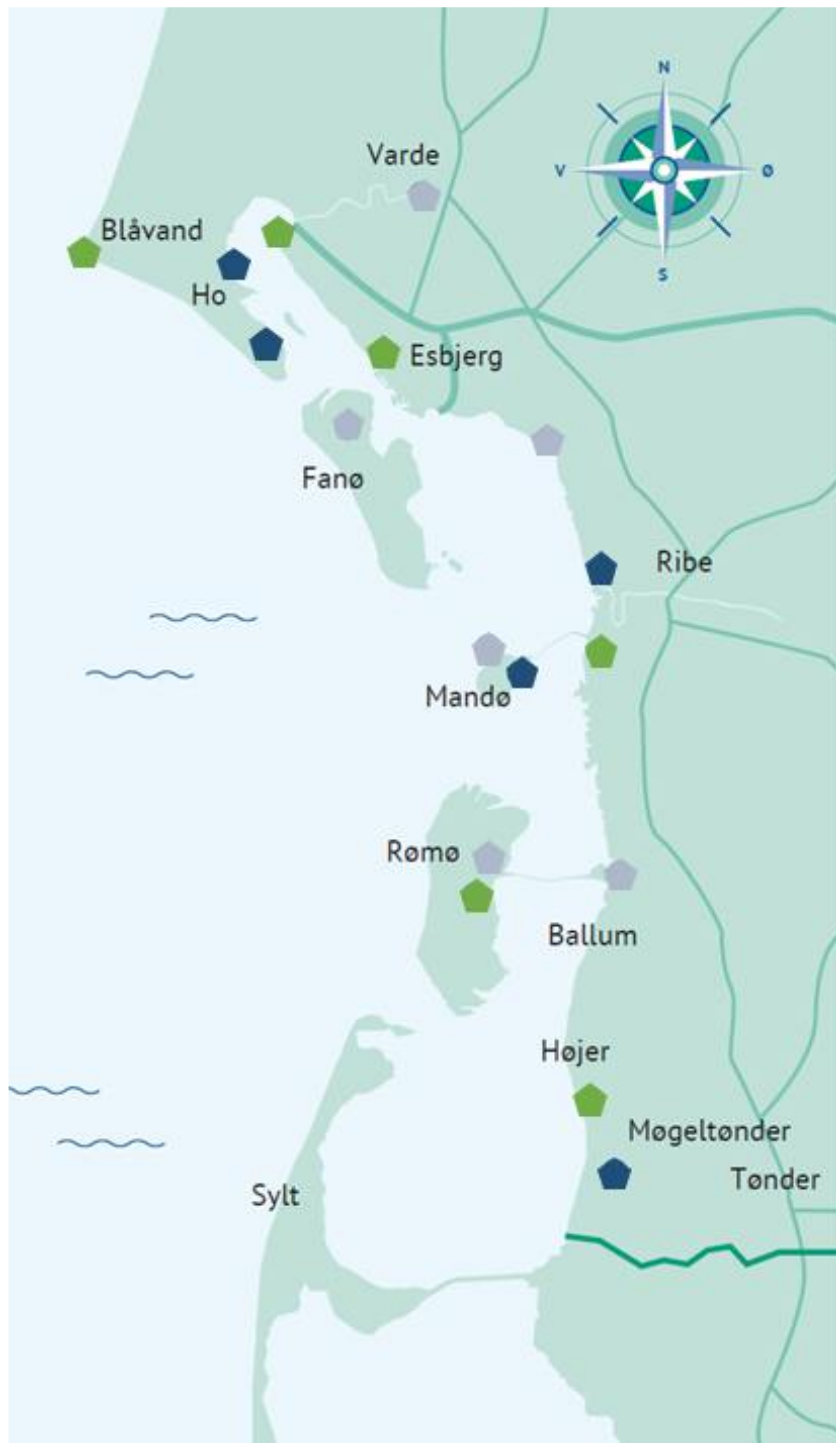 N
Varde
V
Ø
Blåvand
S
Ho
Esbjerg
Fanø
Ribe
Mandø
Rømø
Ballum
Højer
Møgeltønder
Tønder
Sylt